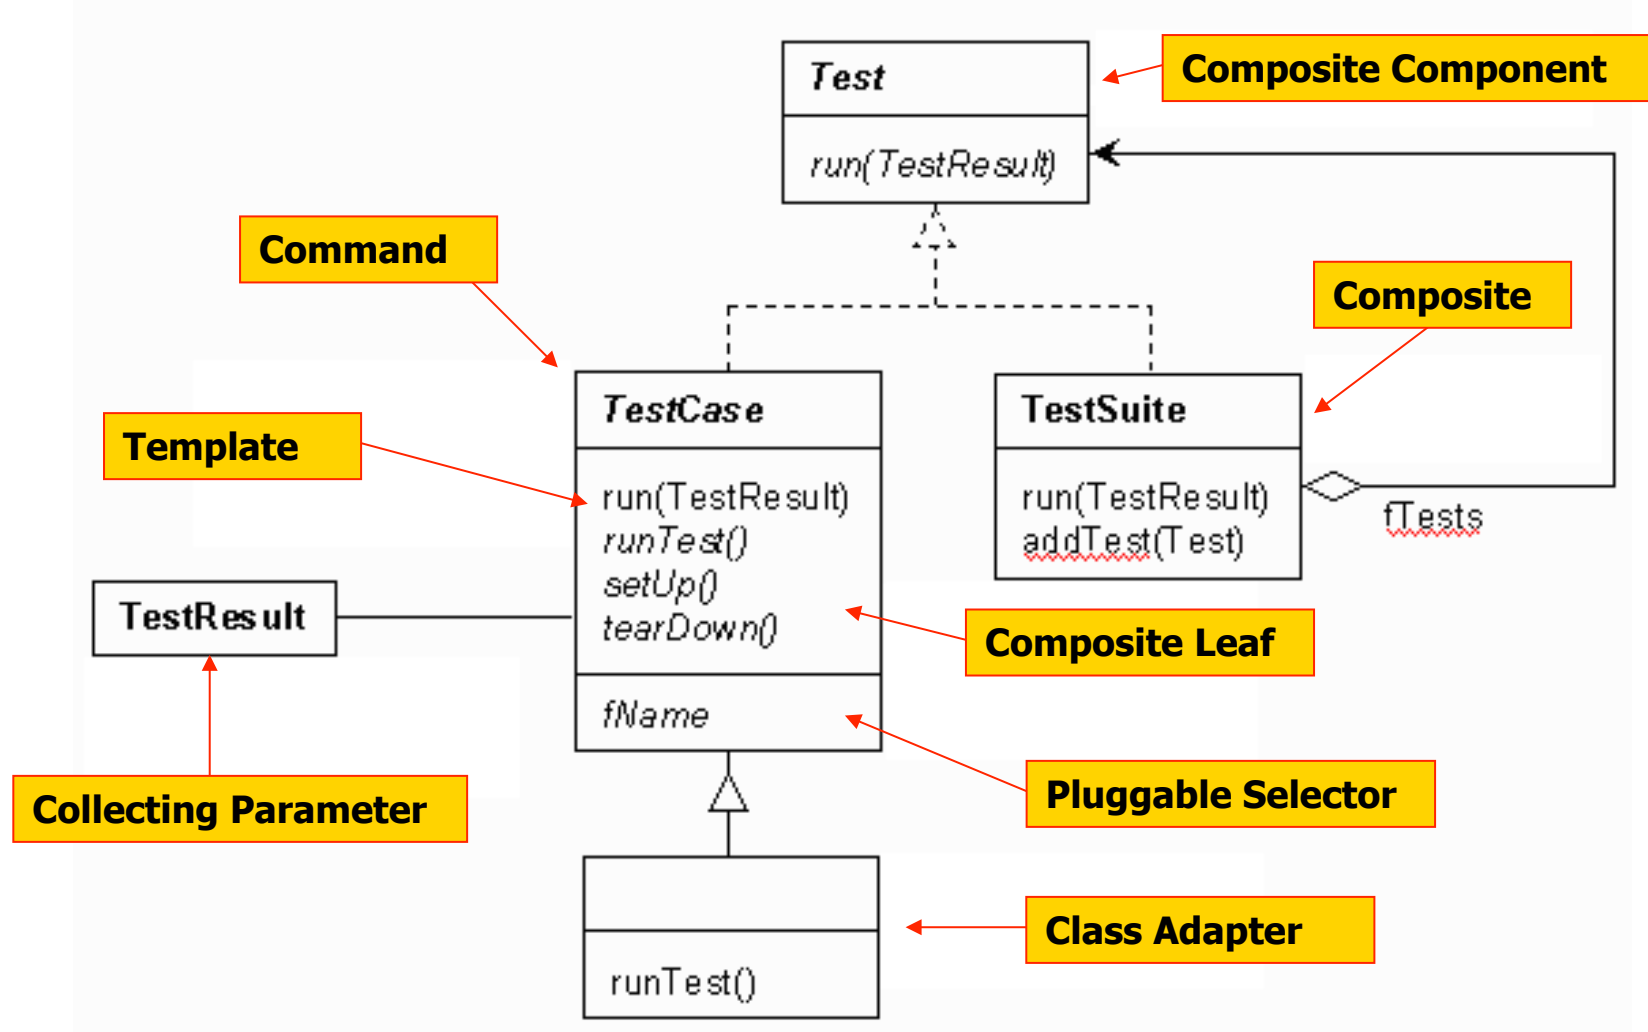 Test
Composite Component
run(TestResult)
Command
Composite
TestCase
TestSuite
Template
run(TestResult)
runTest()
setUp()
tearDown()
run(TestResult)
addTest(Test)
fTests
TestResult
Composite Leaf
fName
Collecting Parameter
Pluggable Selector
Class Adapter
runTest()